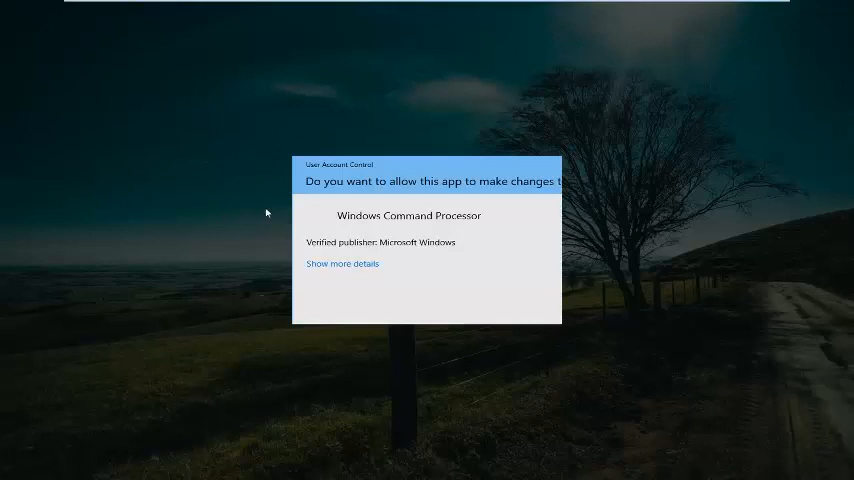 User Account Control
Do you want to allow this app to make changes t
Windows Command Processor
Verified publisher: Microsoft Windows
Show more details